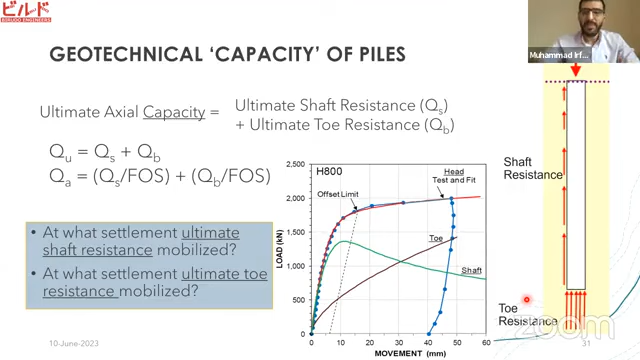 ビルド
BIRUDO ENGINEERS
GEOTECHNICAL ‘CAPACITY’ OF PILES
Muhammad Irf...
Ultimate Axial Capacity =
Ultimate Shaft Resistance (Qs)
+ Ultimate Toe Resistance (Qb)
Qu = Qs + Qb
Qa = (Qs/FOS) + (Qb/FOS)
• At what settlement ultimate
shaft resistance mobilized?
• At what settlement ultimate toe
resistance mobilized?
H800
Head
Test and Fit
Offset Limit
Toe
Shaft
LOAD (kN)
2,500
2,000
1,500
1,000
500
0
0 10 20 30 40 50 60
MOVEMENT (mm)
Shaft
Resistance
Toe
Resistance
zoom
10-June-2023
31